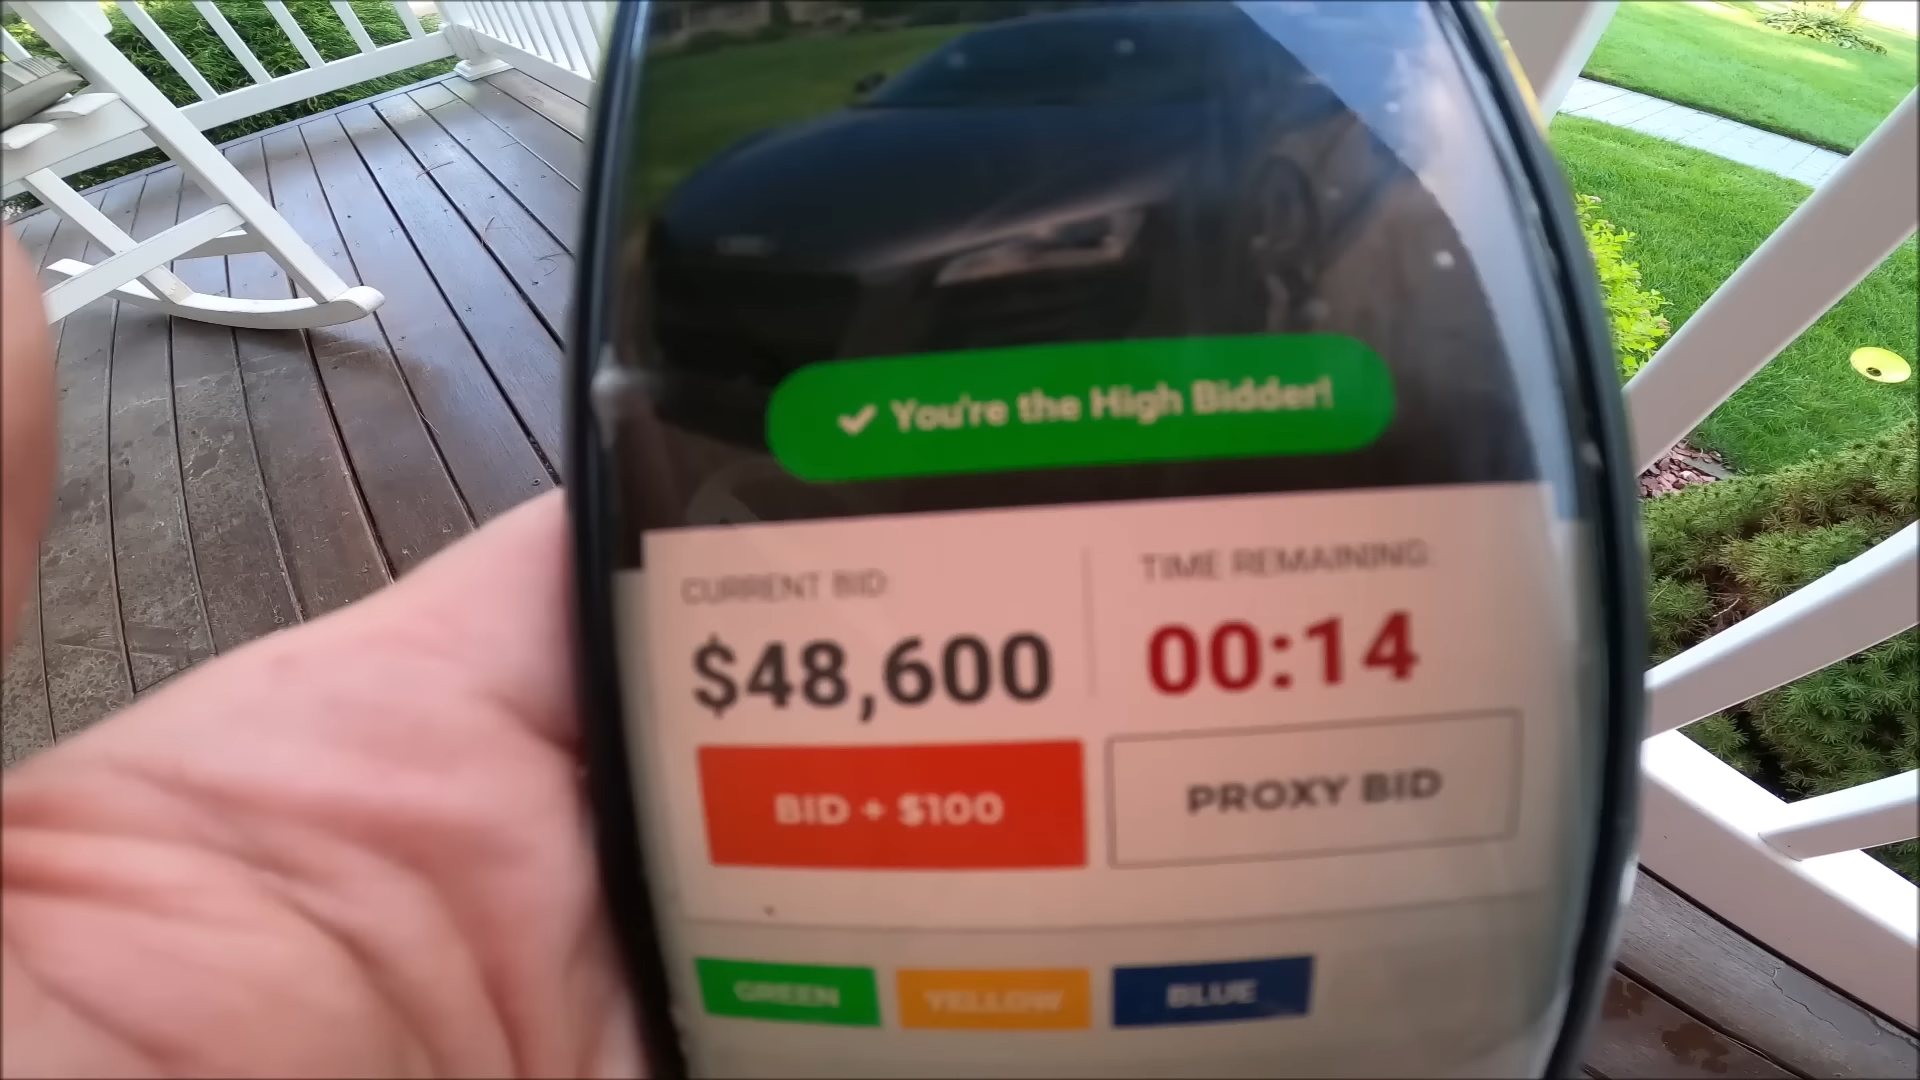 ✓ You're the High Bidder!
CURRENT BID:
TIME REMAINING:
$48,600
00:14
BID + $100
PROXY BID
GREEN
YELLOW
BLUE